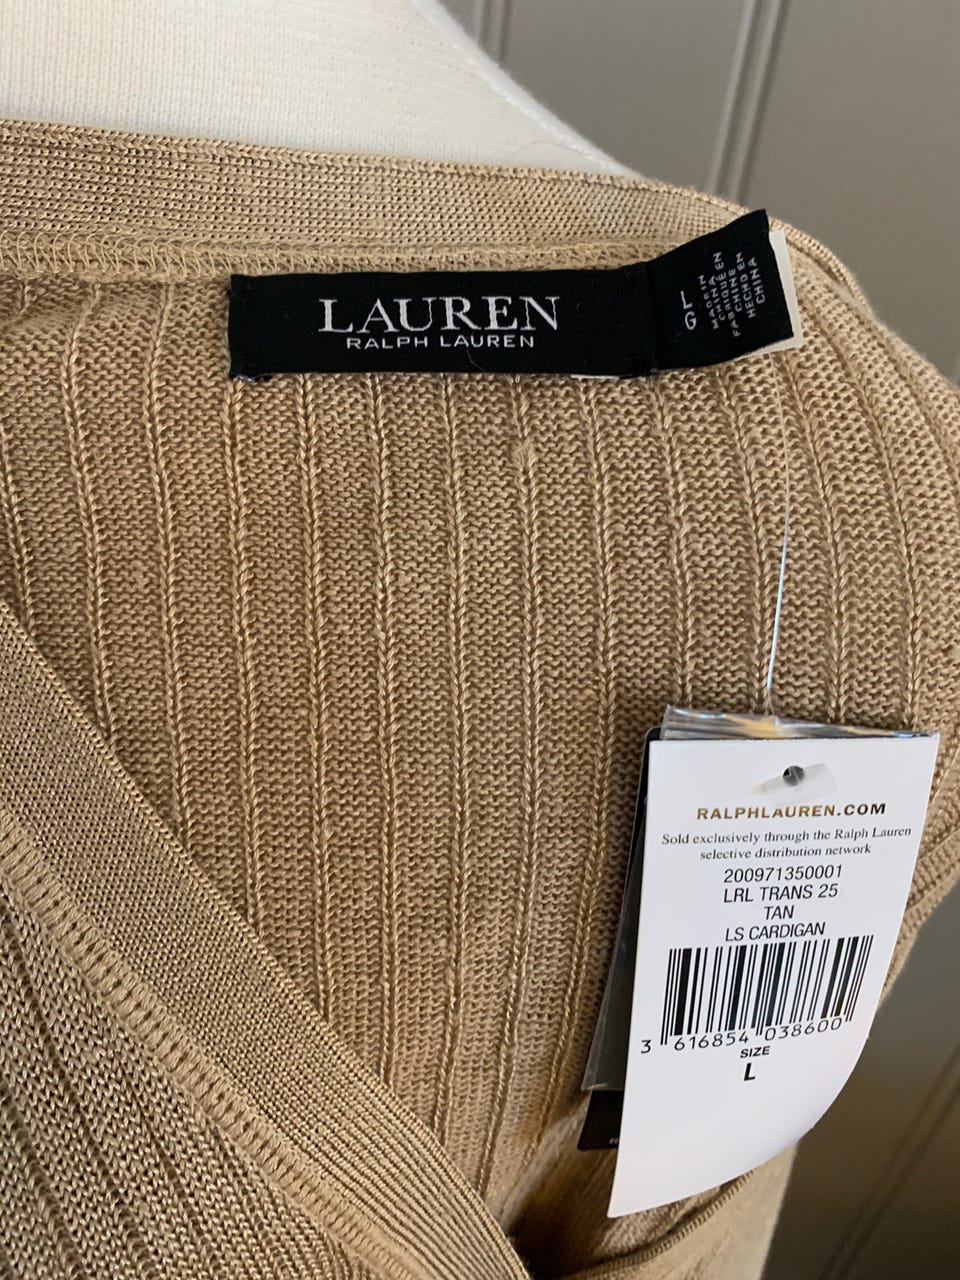 LAUREN
RALPH LAUREN
G/L
MADE IN
CHINA
FABRIQUÉ EN
CHINE
HECHO EN
CHINA
RALPHLAUREN.COM
Sold exclusively through the Ralph Lauren
selective distribution network
200971350001
LRL TRANS 25
TAN
LS CARDIGAN
3 616854 038600
SIZE
L